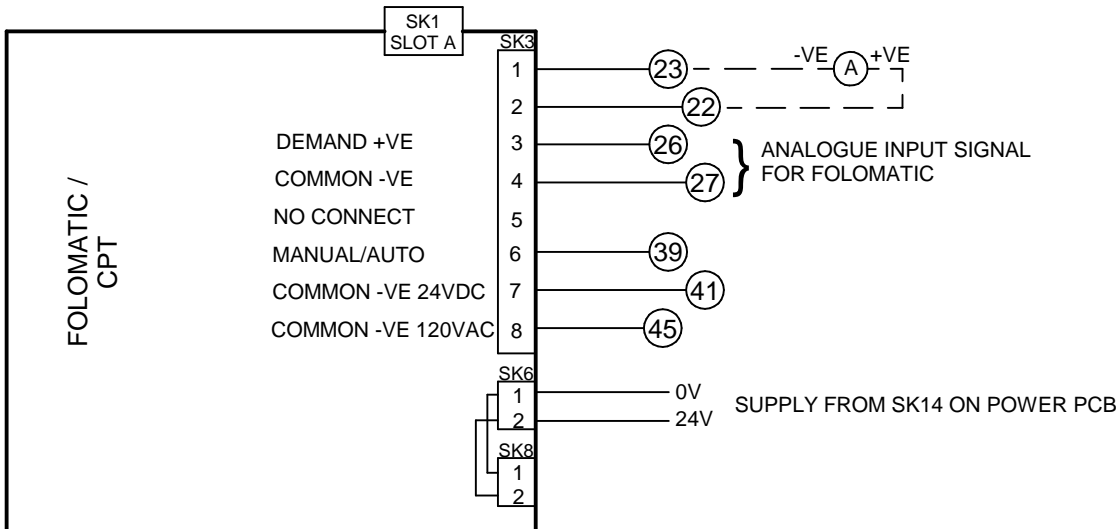 SK1
SLOT A
SK3
1
23
-VE
A
+VE
2
22
DEMAND +VE
3
26
COMMON -VE
4
27
}
ANALOGUE INPUT SIGNAL
FOR FOLOMATIC
NO CONNECT
5
MANUAL/AUTO
6
39
COMMON -VE 24VDC
7
41
COMMON -VE 120VAC
8
45
FOLOMATIC /
CPT
SK6
1
0V
2
24V
SUPPLY FROM SK14 ON POWER PCB
SK8
1
2